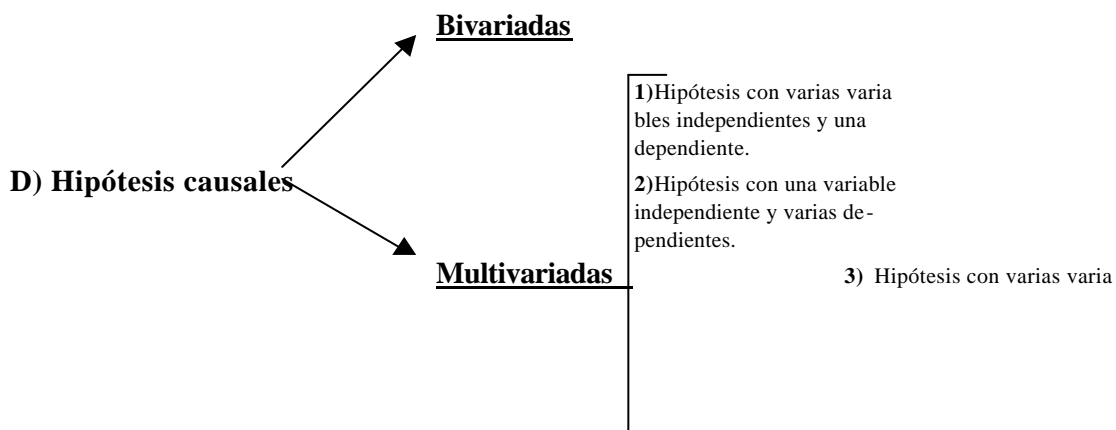 Bivariadas
D) Hipótesis causales
1)Hipótesis con varias varia
bles independientes y una
dependiente.
2)Hipótesis con una variable
independiente y varias de-
pendientes.
Multivariadas
3) Hipótesis con varias varia